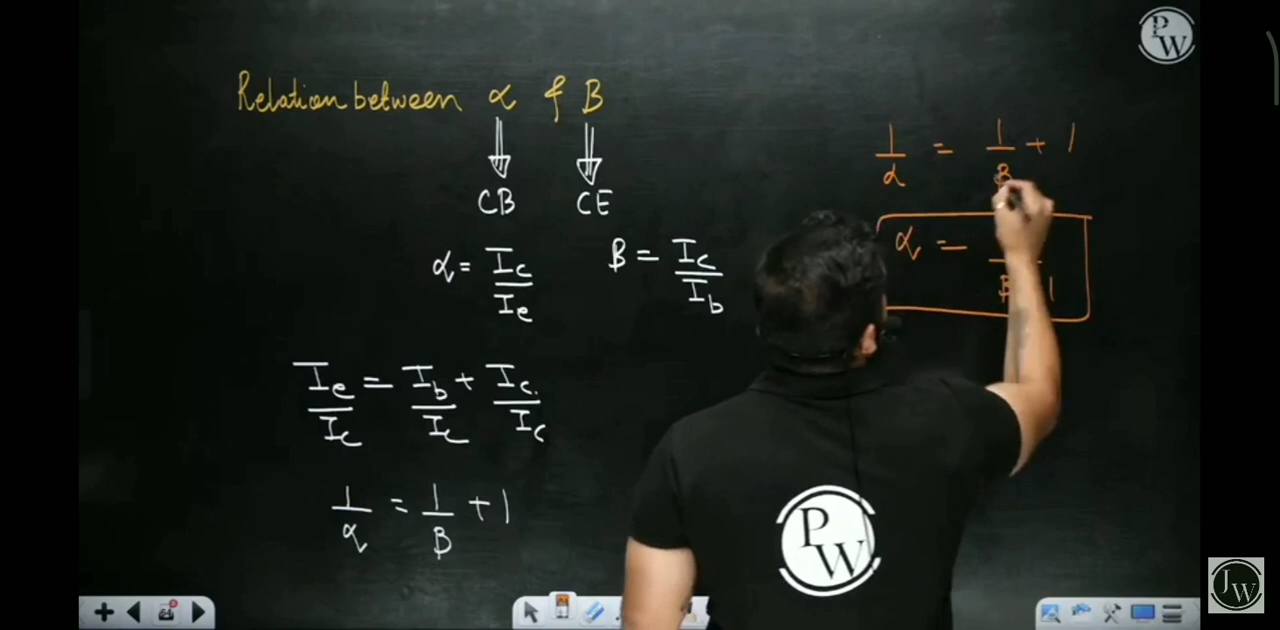 PW
Relation between α & β
CB CE
α = Ic/Ie β = Ic/Ib
Ie/Ic = Ib/Ic + Ic/Ic
1/α = 1/β + 1
1/α = 1/β + 1
α =
PW
JW